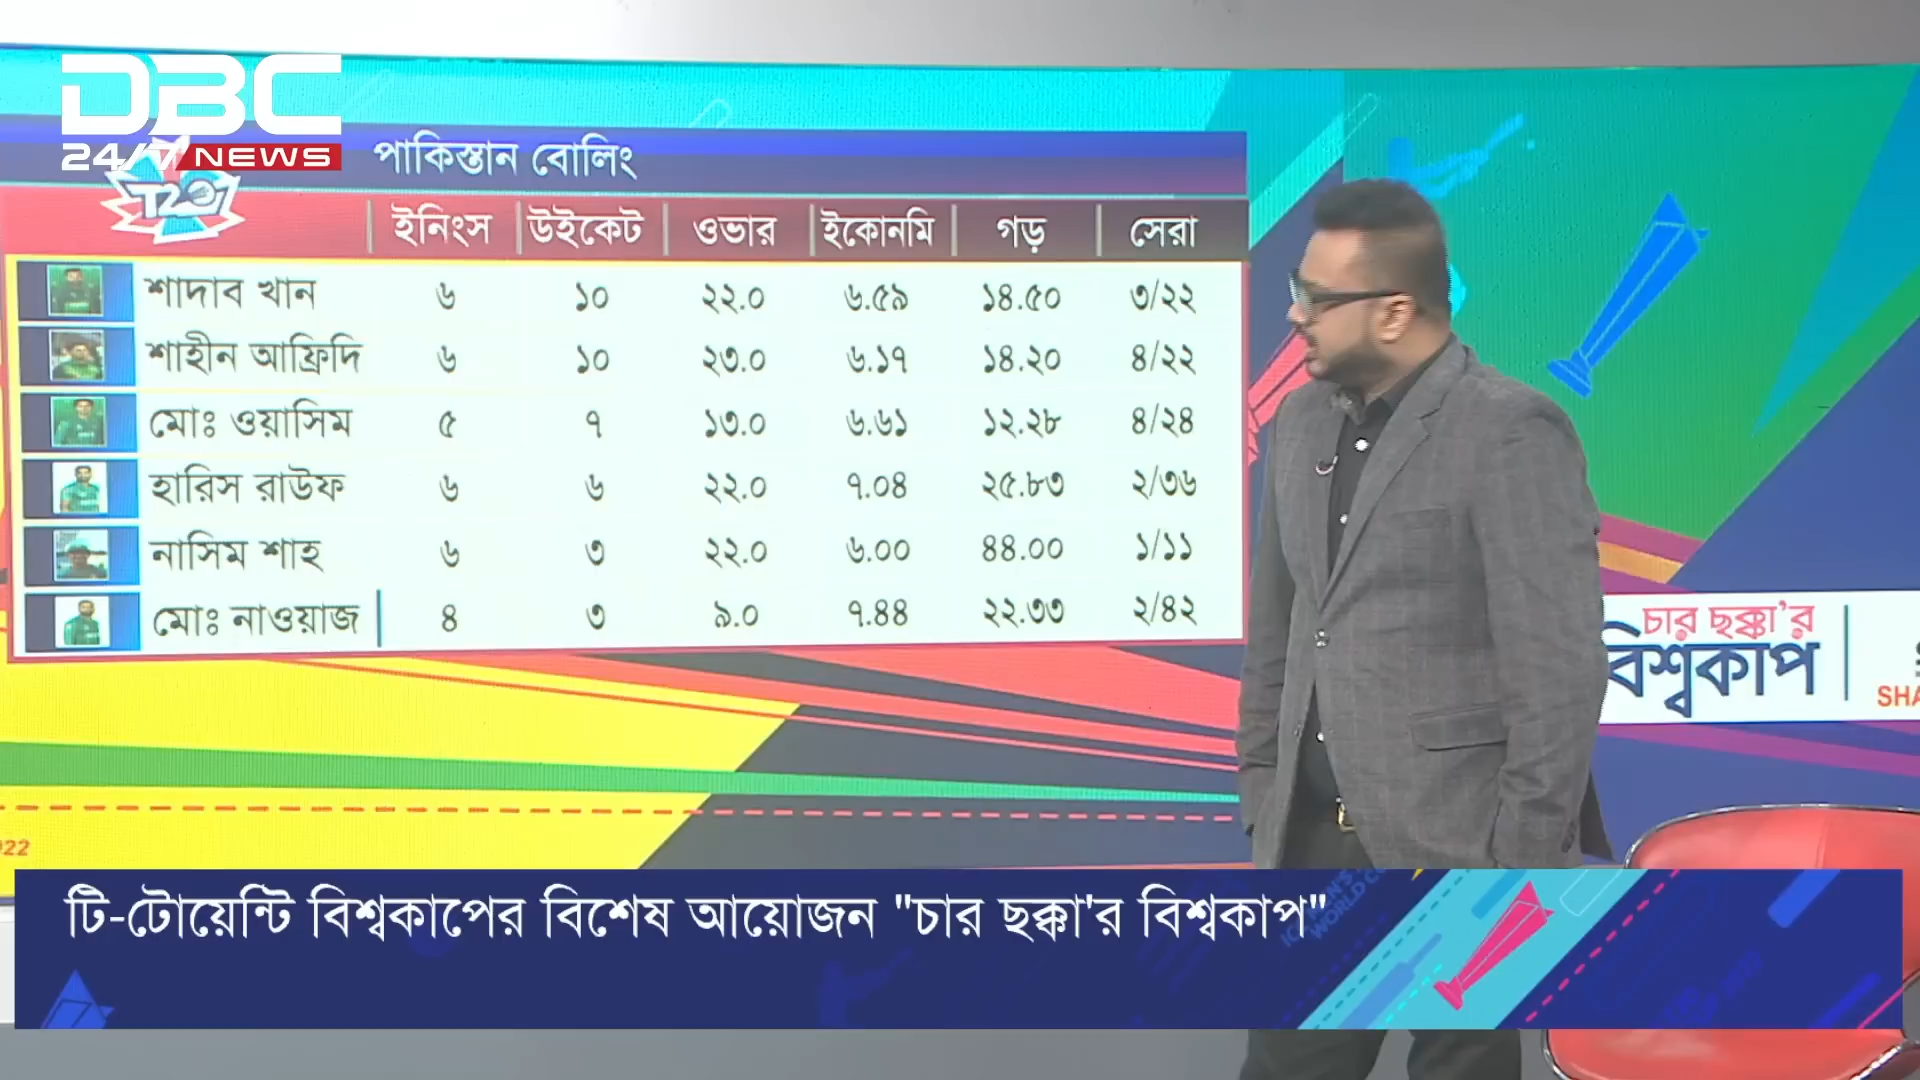 DBC
24/7 NEWS
পাকিস্তান বোলিং
T20
ইনিংস উইকেট ওভার ইকোনমি গড় সেরা
শাদাব খান ৬ ১০ ২২.০ ৬.৫৯ ১৪.৫০ ৩/২২
শাহীন আফ্রিদি ৬ ১০ ২৩.০ ৬.১৭ ১৪.২০ ৪/২২
মোঃ ওয়াসিম ৫ ৭ ১৩.০ ৬.৬১ ১২.২৮ ৪/২৪
হারিস রাউফ ৬ ৬ ২২.০ ৭.০৪ ২৫.৮৩ ২/৩৬
নাসিম শাহ ৬ ৩ ২২.০ ৬.০০ ৪৪.০০ ১/১১
মোঃ নাওয়াজ ৪ ৩ ৯.০ ৭.৪৪ ২২.৩৩ ২/৪২
চার ছক্কা'র
বিশ্বকাপ
SHA
22
টি-টোয়েন্টি বিশ্বকাপের বিশেষ আয়োজন "চার ছক্কা'র বিশ্বকাপ"